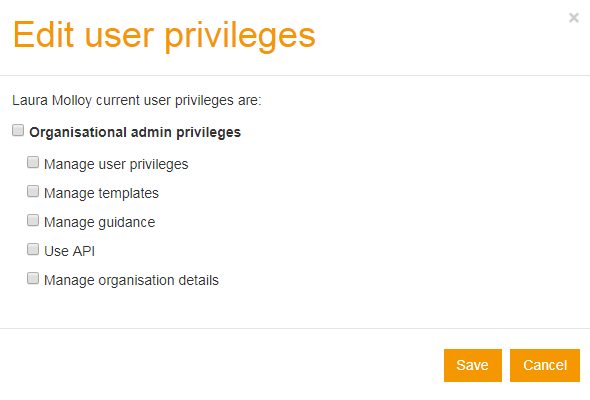 Edit user privileges
×
Laura Molloy current user privileges are:
Organisational admin privileges
Manage user privileges
Manage templates
Manage guidance
Use API
Manage organisation details
Save Cancel